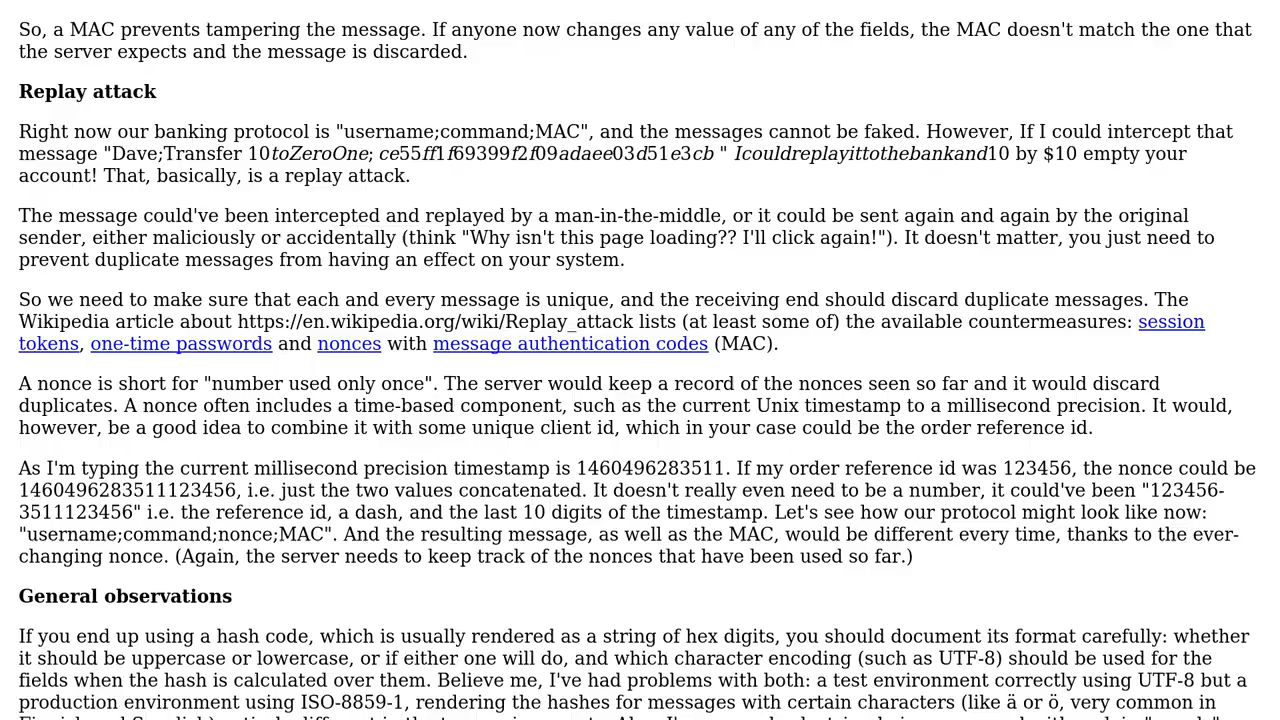 So, a MAC prevents tampering the message. If anyone now changes any value of any of the fields, the MAC doesn't match the one that
the server expects and the message is discarded.
Replay attack
Right now our banking protocol is "username;command;MAC", and the messages cannot be faked. However, If I could intercept that
message "Dave;Transfer 10toZeroOne; ce55ff1f69399f2f09adaee03d51e3cb " Icouldreplayittothebankand10 by $10 empty your
account! That, basically, is a replay attack.
The message could've been intercepted and replayed by a man-in-the-middle, or it could be sent again and again by the original
sender, either maliciously or accidentally (think "Why isn't this page loading?? I'll click again!"). It doesn't matter, you just need to
prevent duplicate messages from having an effect on your system.
So we need to make sure that each and every message is unique, and the receiving end should discard duplicate messages. The
Wikipedia article about https://en.wikipedia.org/wiki/Replay_attack lists (at least some of) the available countermeasures: session
tokens, one-time passwords and nonces with message authentication codes (MAC).
A nonce is short for "number used only once". The server would keep a record of the nonces seen so far and it would discard
duplicates. A nonce often includes a time-based component, such as the current Unix timestamp to a millisecond precision. It would,
however, be a good idea to combine it with some unique client id, which in your case could be the order reference id.
As I'm typing the current millisecond precision timestamp is 1460496283511. If my order reference id was 123456, the nonce could be
1460496283511123456, i.e. just the two values concatenated. It doesn't really even need to be a number, it could've been "123456-
3511123456" i.e. the reference id, a dash, and the last 10 digits of the timestamp. Let's see how our protocol might look like now:
"username;command;nonce;MAC". And the resulting message, as well as the MAC, would be different every time, thanks to the ever-
changing nonce. (Again, the server needs to keep track of the nonces that have been used so far.)
General observations
If you end up using a hash code, which is usually rendered as a string of hex digits, you should document its format carefully: whether
it should be uppercase or lowercase, or if either one will do, and which character encoding (such as UTF-8) should be used for the
fields when the hash is calculated over them. Believe me, I've had problems with both: a test environment correctly using UTF-8 but a
production environment using ISO-8859-1, rendering the hashes for messages with certain characters (like ä or ö, very common in